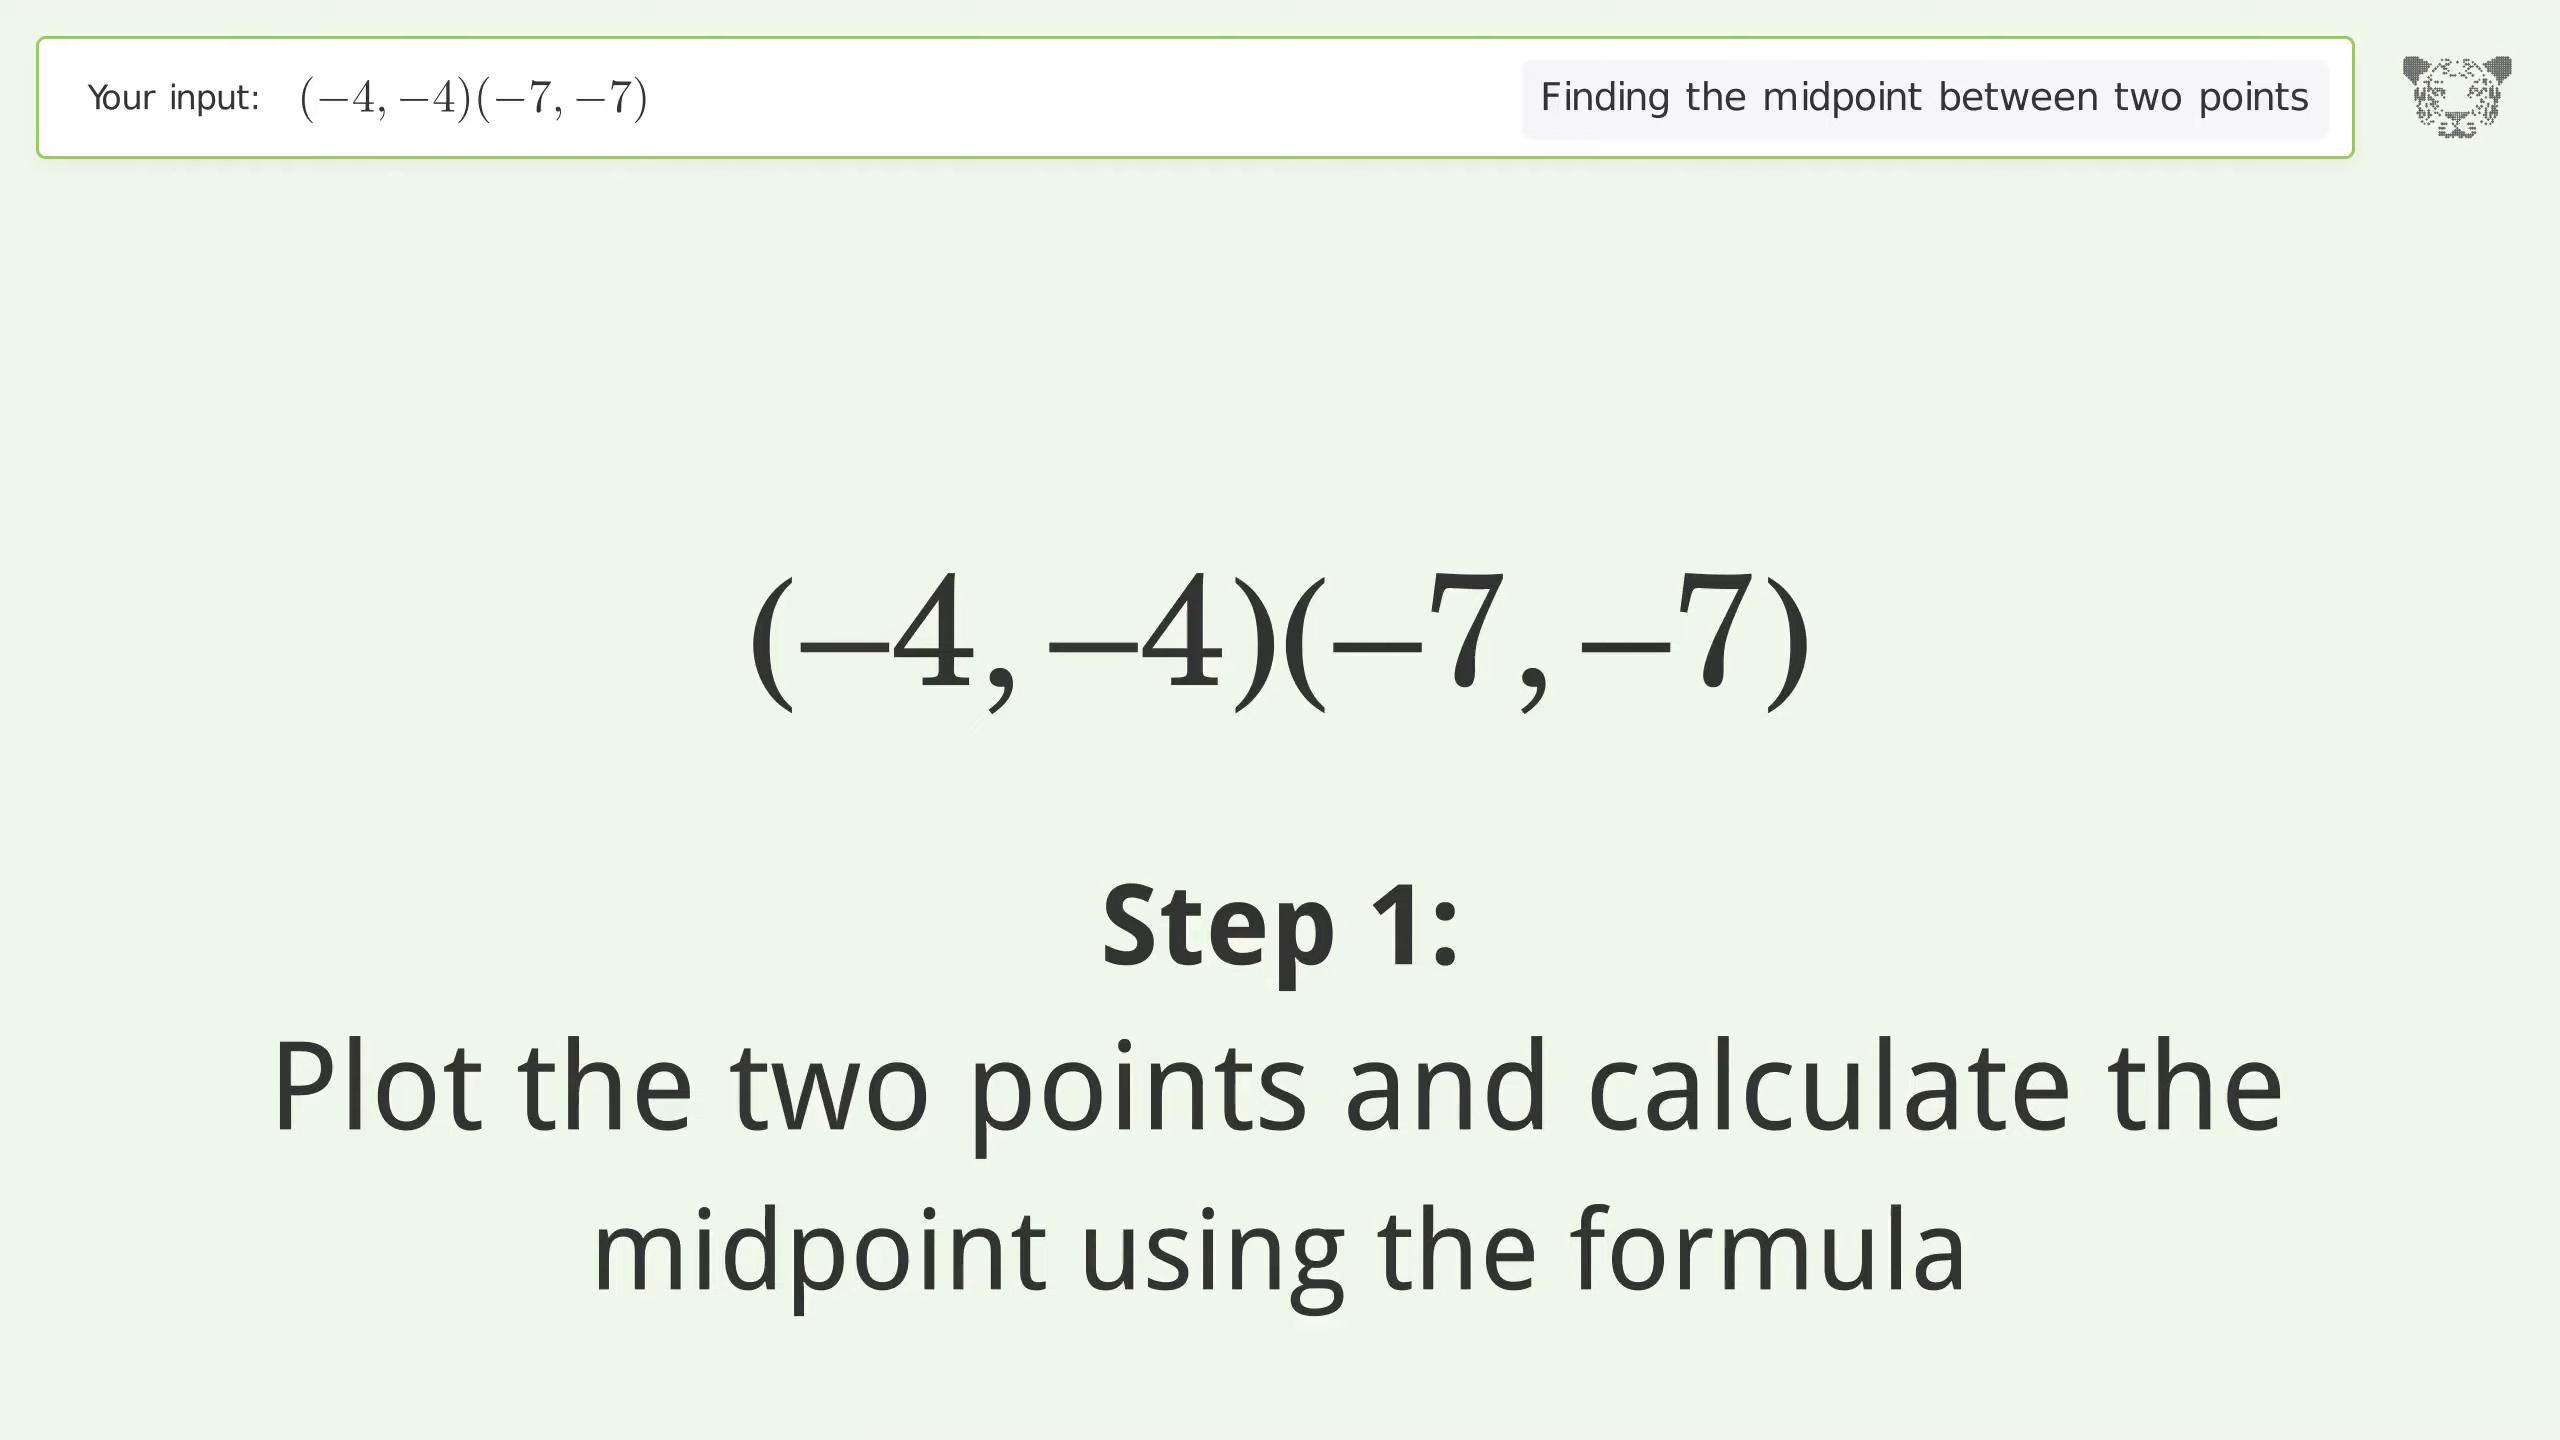 Your input: (−4, −4)(−7, −7)
Finding the midpoint between two points
(−4, −4)(−7, −7)
Step 1:
Plot the two points and calculate the
midpoint using the formula